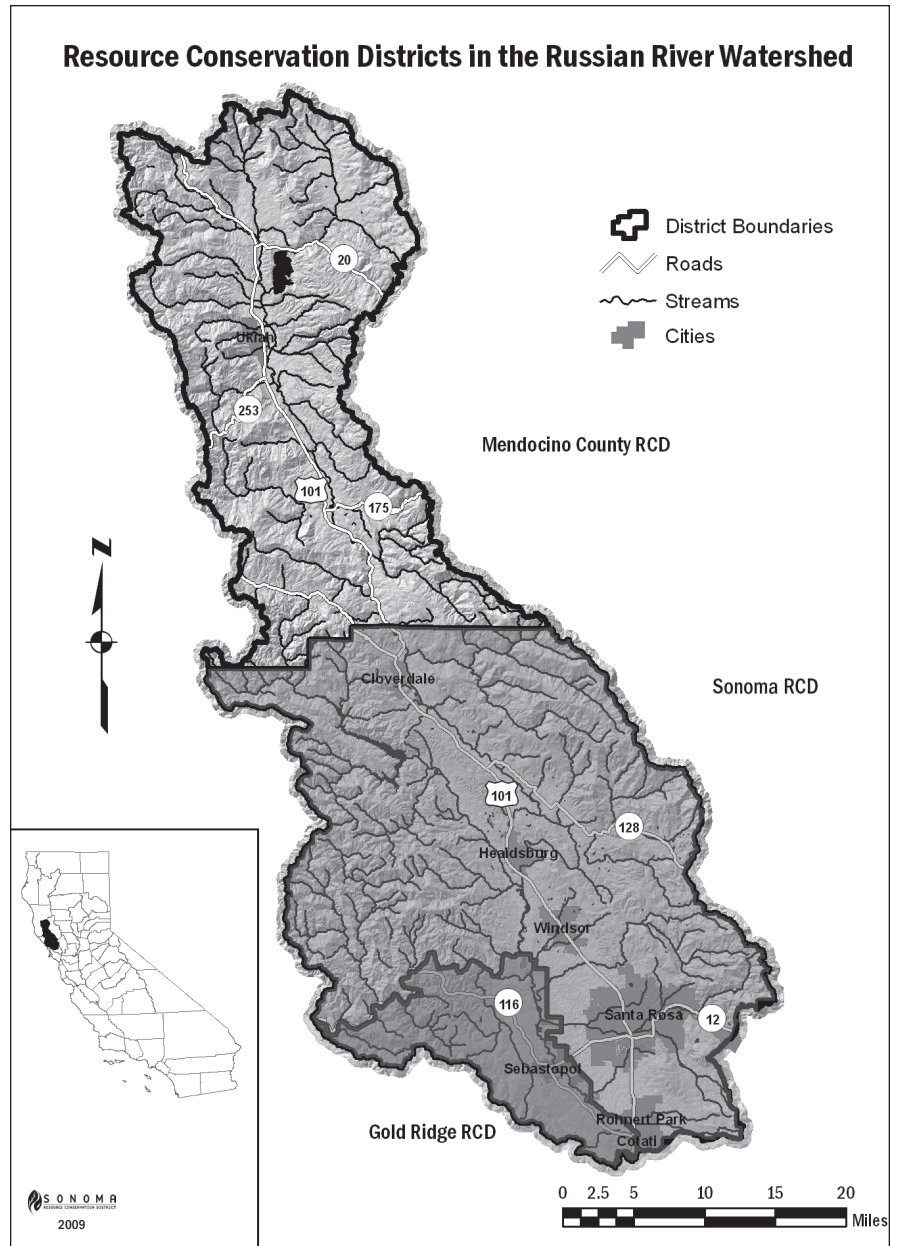 Resource Conservation Districts in the Russian River Watershed
District Boundaries
Roads
Streams
Cities
20
Ukiah
253
Mendocino County RCD
101
175
N
Cloverdale
Sonoma RCD
101
128
Healdsburg
Windsor
116
Santa Rosa
12
Sebastopol
Rohnert Park
Cotati
Gold Ridge RCD
0 2.5 5 10 15 20
Miles
SONOMA
RESOURCE CONSERVATION DISTRICT
2009